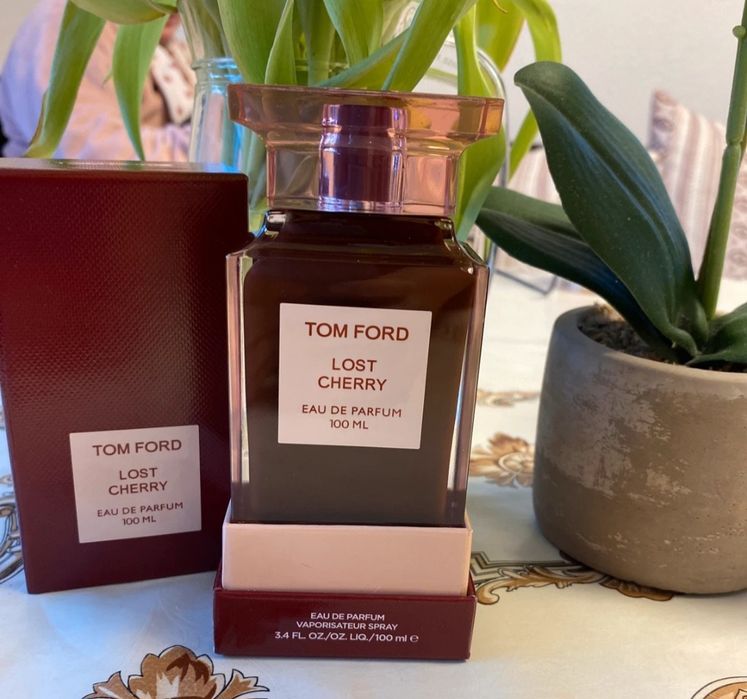 TOM FORD
LOST
CHERRY
EAU DE PARFUM
100 ML
TOM FORD
LOST
CHERRY
EAU DE PARFUM
100 ML
EAU DE PARFUM
VAPORISATEUR SPRAY
3.4 FL. OZ./OZ. LIQ./100 ml ℮